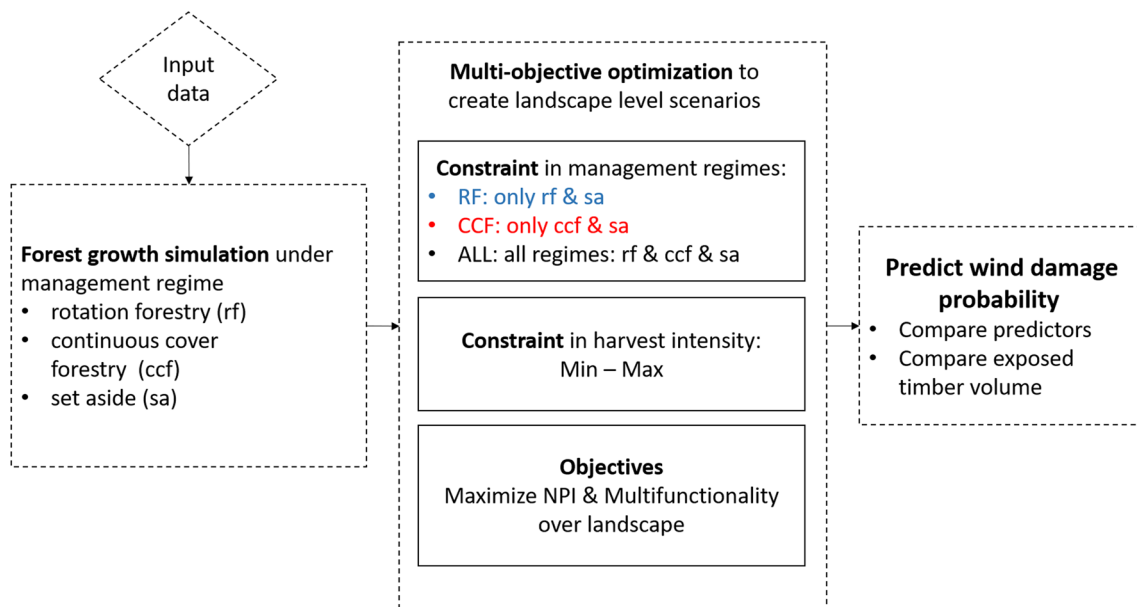 Input
data
Forest growth simulation under
management regime
• rotation forestry (rf)
• continuous cover
forestry (ccf)
• set aside (sa)
Multi-objective optimization to
create landscape level scenarios
Constraint in management regimes:
• RF: only rf & sa
• CCF: only ccf & sa
• ALL: all regimes: rf & ccf & sa
Constraint in harvest intensity:
Min – Max
Objectives
Maximize NPI & Multifunctionality
over landscape
Predict wind damage
probability
• Compare predictors
• Compare exposed
timber volume